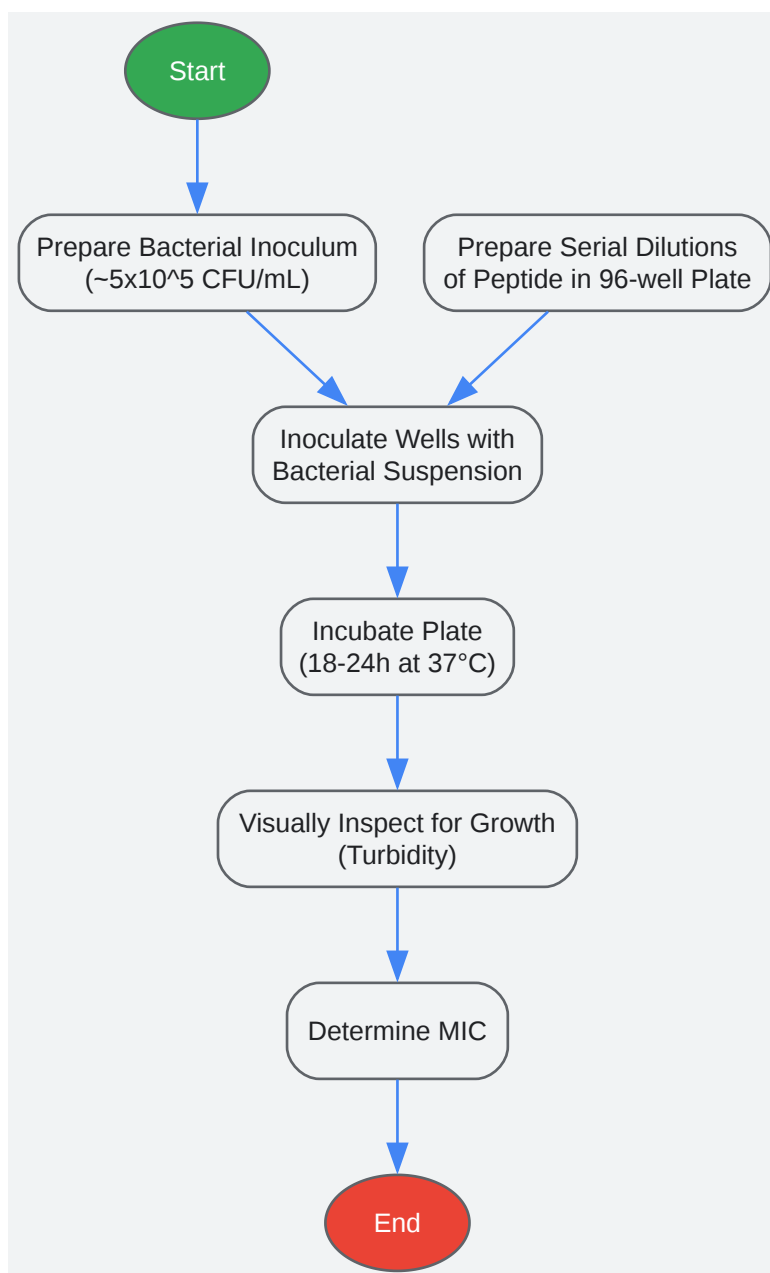 Start
Prepare Bacterial Inoculum
(~5x10^5 CFU/mL)
Prepare Serial Dilutions
of Peptide in 96-well Plate
Inoculate Wells with
Bacterial Suspension
Incubate Plate
(18-24h at 37°C)
Visually Inspect for Growth
(Turbidity)
Determine MIC
End